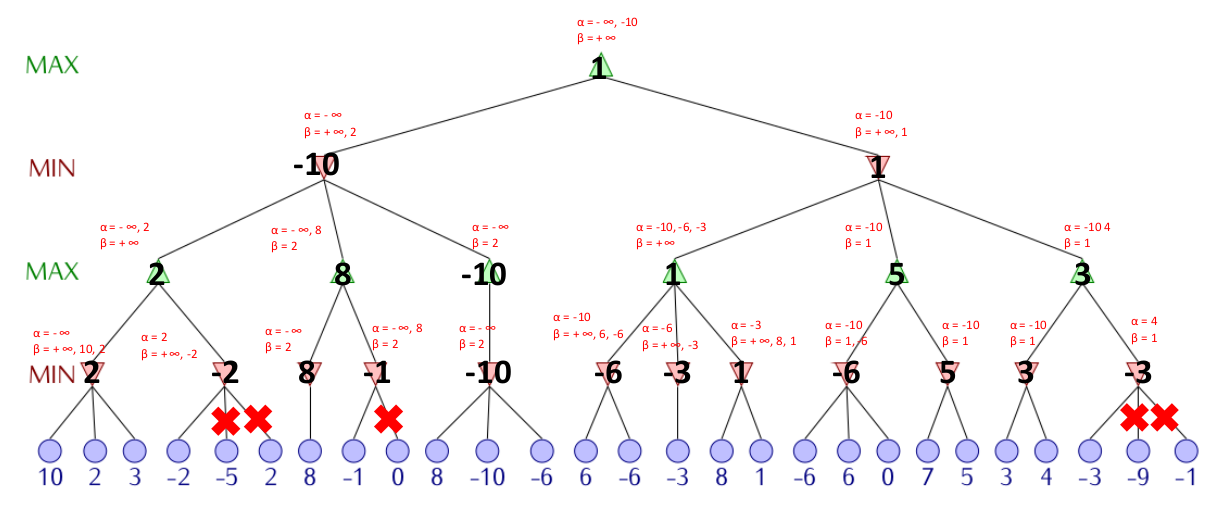 α = - ∞, -10
β = + ∞
MAX
1
α = - ∞
β = + ∞, 2
α = -10
β = + ∞, 1
MIN
-10
1
α = - ∞, 2
β = + ∞
α = - ∞, 8
β = 2
α = - ∞
β = 2
α = -10, -6, -3
β = + ∞
α = -10
β = 1
α = -10 4
β = 1
MAX
2
8
-10
1
5
3
α = - ∞
β = + ∞, 10, 2
α = 2
β = + ∞, -2
α = - ∞
β = 2
α = - ∞, 8
β = 2
α = - ∞
β = 2
α = -10
β = + ∞, 6, -6
α = -6
β = + ∞, -3
α = -3
β = + ∞, 8, 1
α = -10
β = 1, -6
α = -10
β = 1
α = -10
β = 1
α = 4
β = 1
MIN
2
-2
8
-1
-10
-6
-3
1
-6
5
3
-3
10 2 3 -2 -5 2 8 -1 0 8 -10 -6 6 -6 -3 8 1 -6 6 0 7 5 3 4 -3 -9 -1